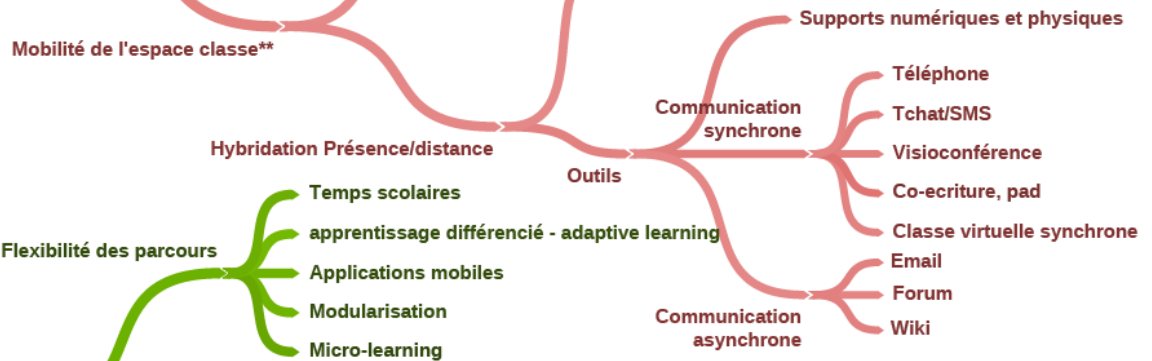 Supports numériques et physiques
Mobilité de l'espace classe**
Téléphone
Communication
synchrone
Tchat/SMS
Hybridation Présence/distance
Visioconférence
Outils
Co-ecriture, pad
Classe virtuelle synchrone
Temps scolaires
apprentissage différencié - adaptive learning
Flexibilité des parcours
Applications mobiles
Modularisation
Micro-learning
Email
Forum
Communication
asynchrone
Wiki